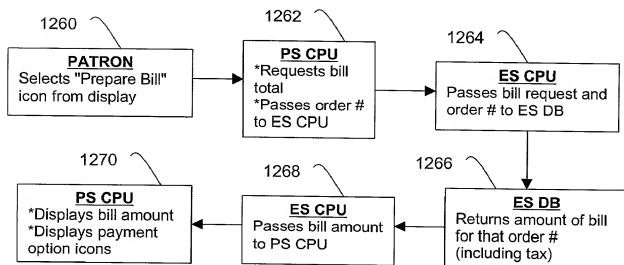 1260
PATRON
Selects "Prepare Bill"
icon from display
1262
PS CPU
*Requests bill
total
*Passes order #
to ES CPU
1264
ES CPU
Passes bill request and
order # to ES DB
1266
ES DB
Returns amount of bill
for that order #
(including tax)
1268
ES CPU
Passes bill amount
to PS CPU
1270
PS CPU
*Displays bill amount
*Displays payment
option icons